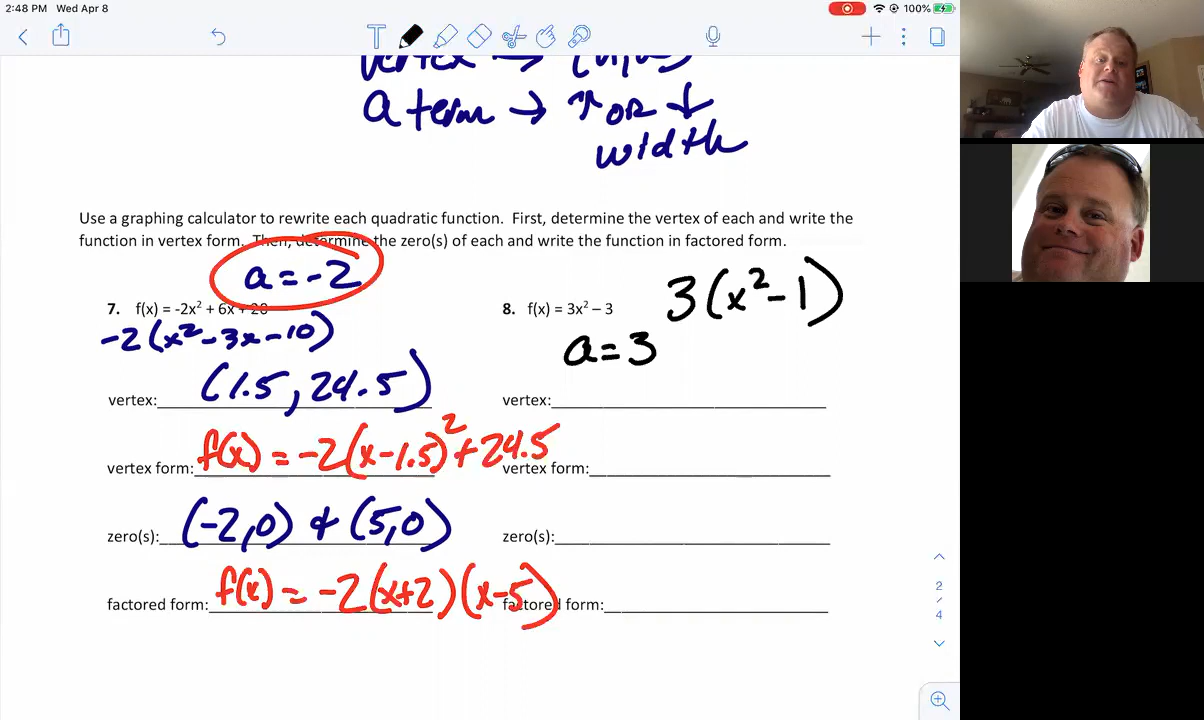 2:48 PM Wed Apr 8
100%
vertex →
a term → ↑ OR ↓
width
Use a graphing calculator to rewrite each quadratic function. First, determine the vertex of each and write the
function in vertex form. Then, determine the zero(s) of each and write the function in factored form.
a = -2
7. f(x) = -2x² + 6x + 20
-2(x² - 3x - 10)
vertex: (1.5, 24.5)
vertex form: f(x) = -2(x - 1.5)² + 24.5
zero(s): (-2, 0) & (5, 0)
factored form: f(x) = -2(x+2)(x-5)
8. f(x) = 3x² – 3
3(x² - 1)
a = 3
vertex:
vertex form:
zero(s):
factored form:
2
/
4